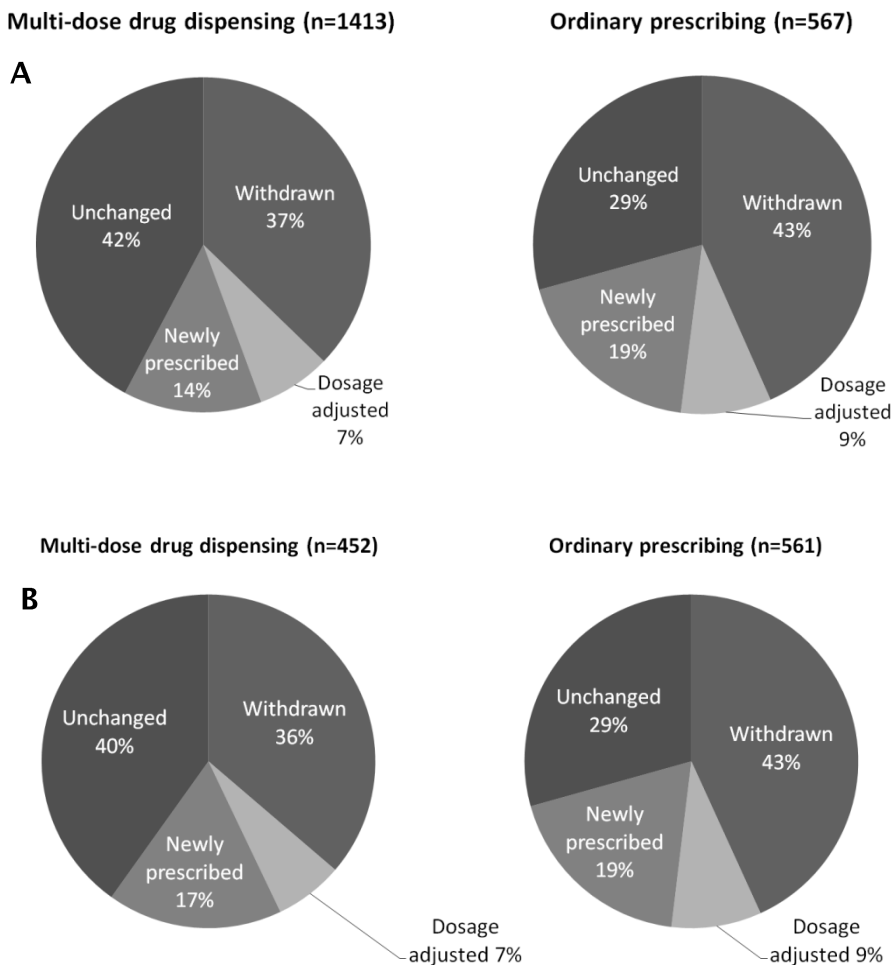 Multi-dose drug dispensing (n=1413)
Ordinary prescribing (n=567)
A
Unchanged
42%
Withdrawn
37%
Newly
prescribed
14%
Dosage
adjusted
7%
Unchanged
29%
Withdrawn
43%
Newly
prescribed
19%
Dosage
adjusted
9%
Multi-dose drug dispensing (n=452)
Ordinary prescribing (n=561)
B
Unchanged
40%
Withdrawn
36%
Newly
prescribed
17%
Dosage
adjusted 7%
Unchanged
29%
Withdrawn
43%
Newly
prescribed
19%
Dosage
adjusted 9%